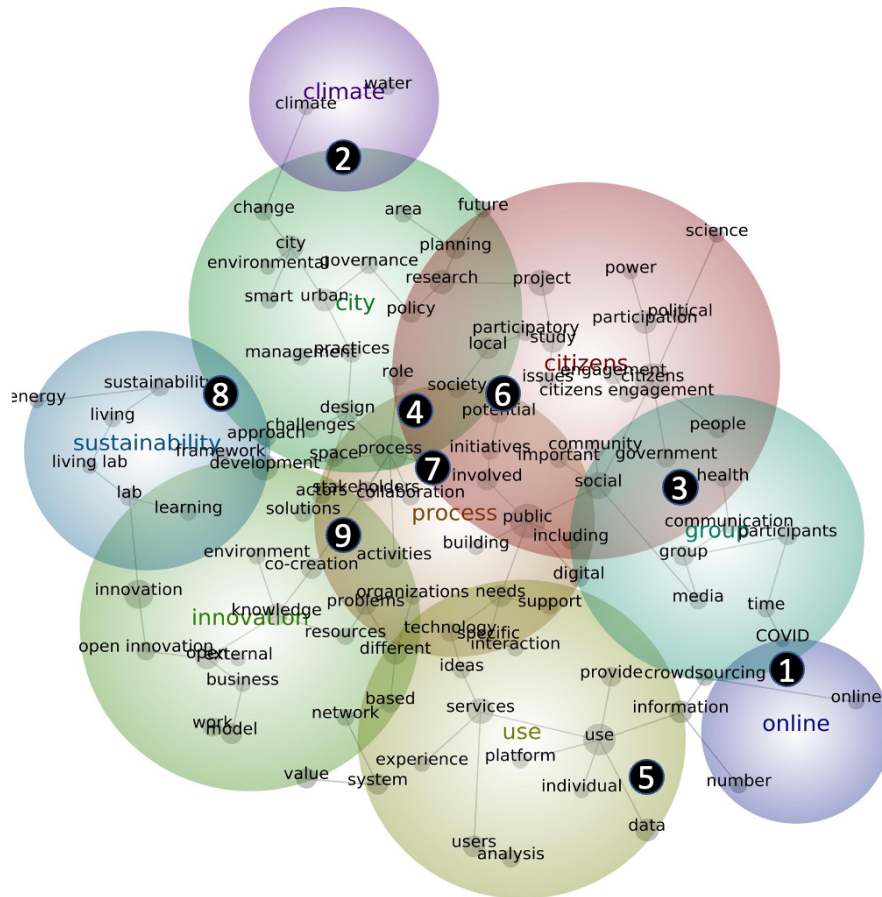 water
climate
climate
2
change
area
future
science
city
planning
environmental
governance
research
project
power
smart
urban
city
policy
participatory
participation
political
management
practices
local
study
citizens
role
issues
engagement
citizens
energy
sustainability
8
society
6
citizens engagement
living
design
4
potential
people
challenges
approach
sustainability
framework
process
initiatives
community
important
government
living lab
development
space
7
involved
health
stakeholders
social
3
lab
actors
collaboration
learning
solutions
process
public
communication
group
participants
9
including
group
environment
activities
building
co-creation
digital
innovation
organizations
needs
media
time
knowledge
problems
support
innovation
resources
technology
specific
COVID
open innovation
open
external
different
interaction
ideas
provide
crowdsourcing
1
business
based
online
network
services
information
work
model
use
use
online
platform
experience
value
system
individual
5
number
data
users
analysis